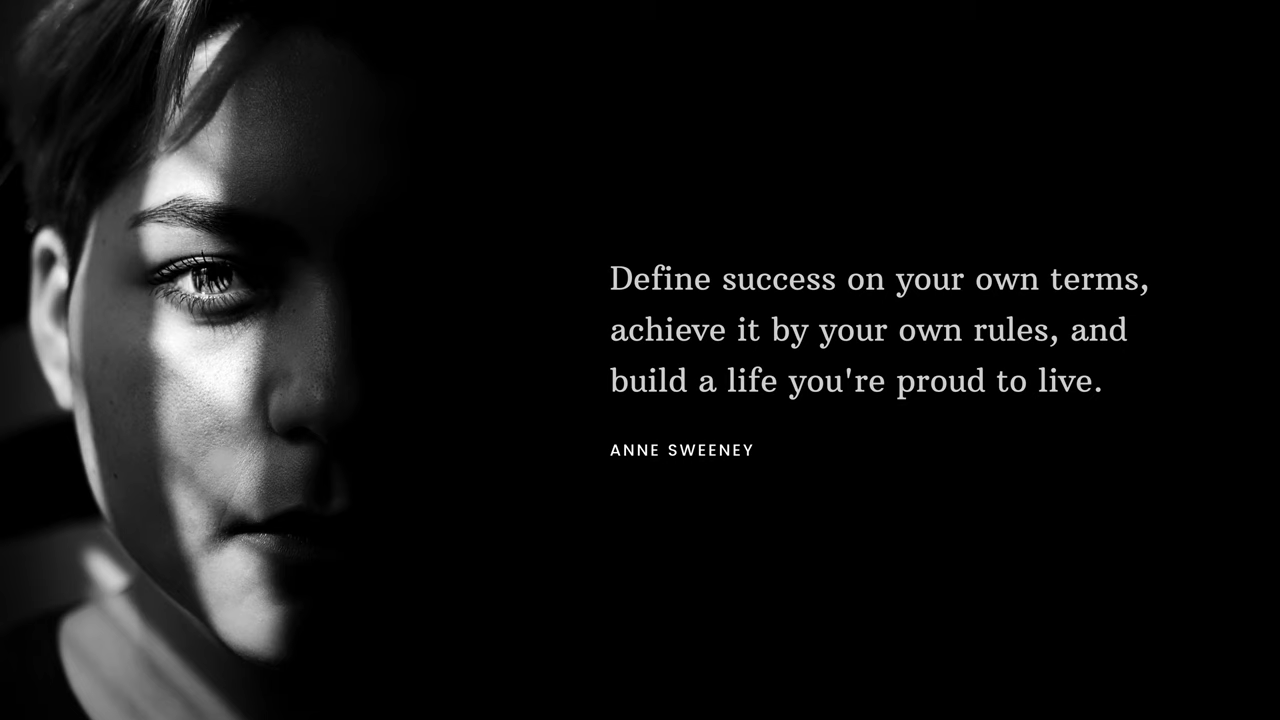 Define success on your own terms,
achieve it by your own rules, and
build a life you're proud to live.
ANNE SWEENEY